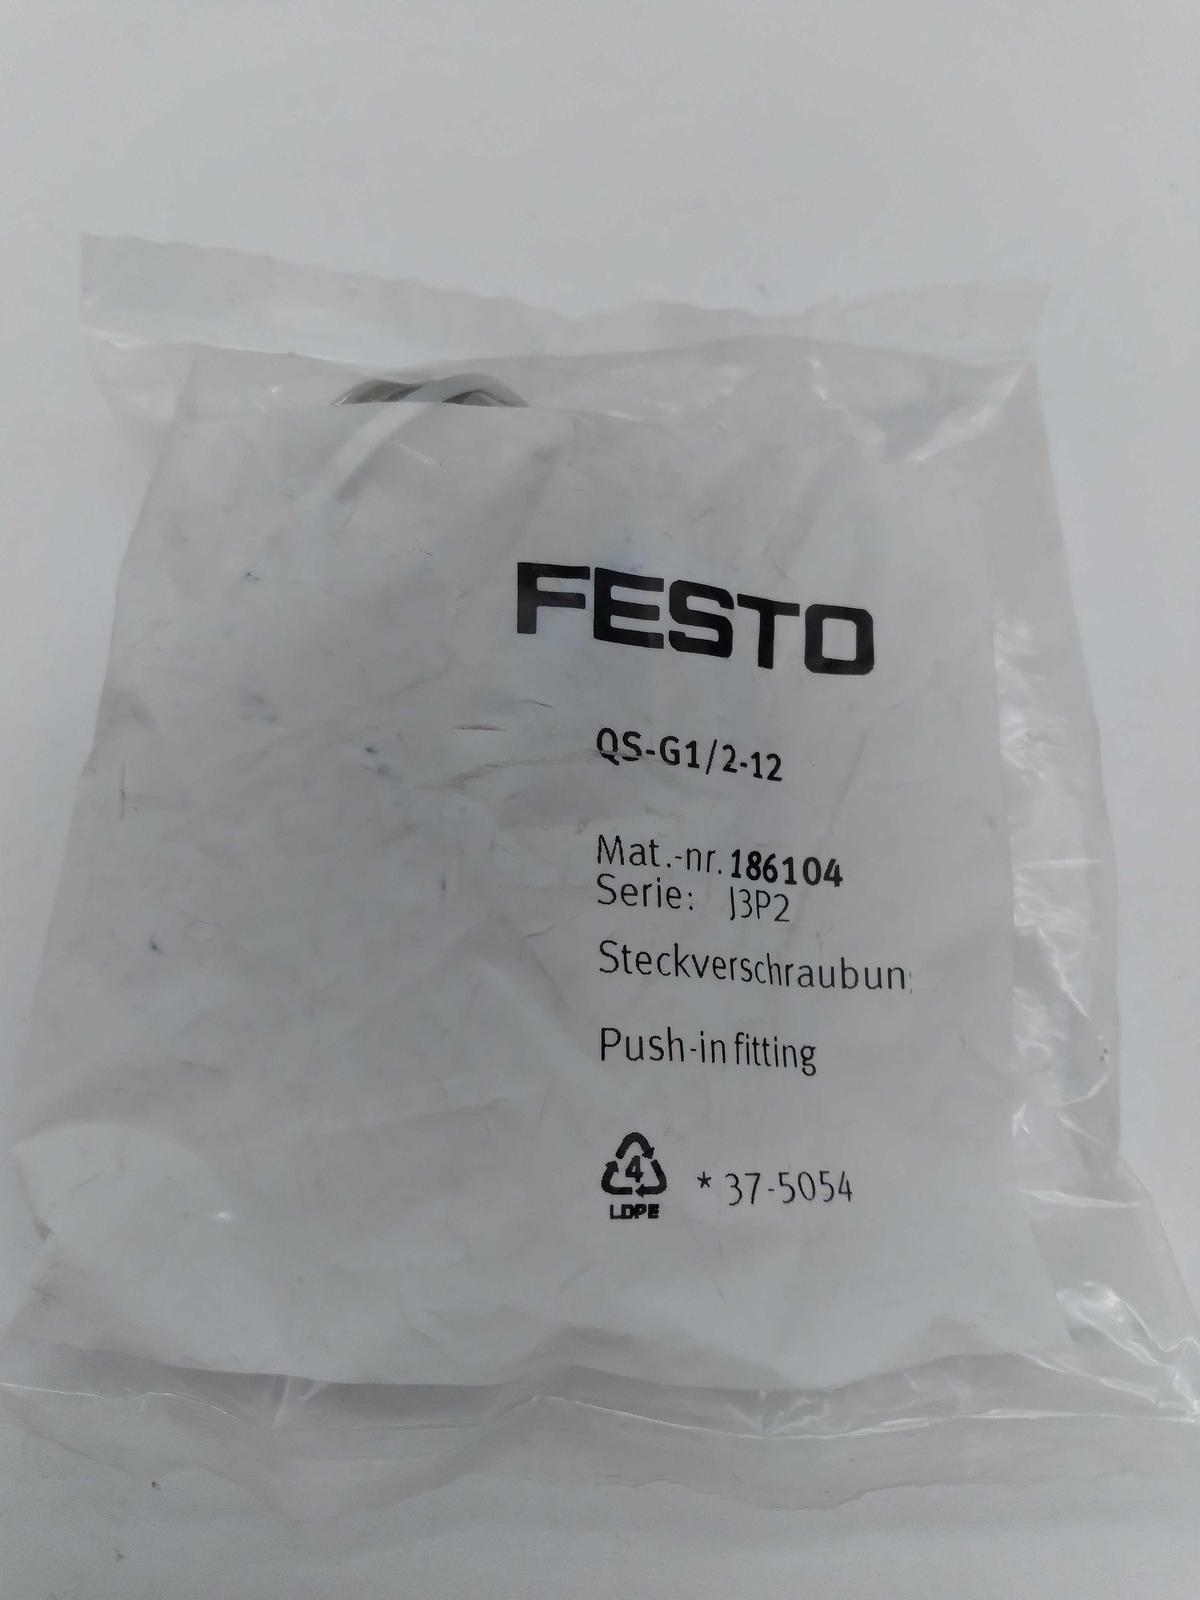 FESTO
QS-G1/2-12
Mat.-nr. 186104
Serie: J3P2
Steckverschraubun
Push-in fitting
4
LDPE
* 37-5054